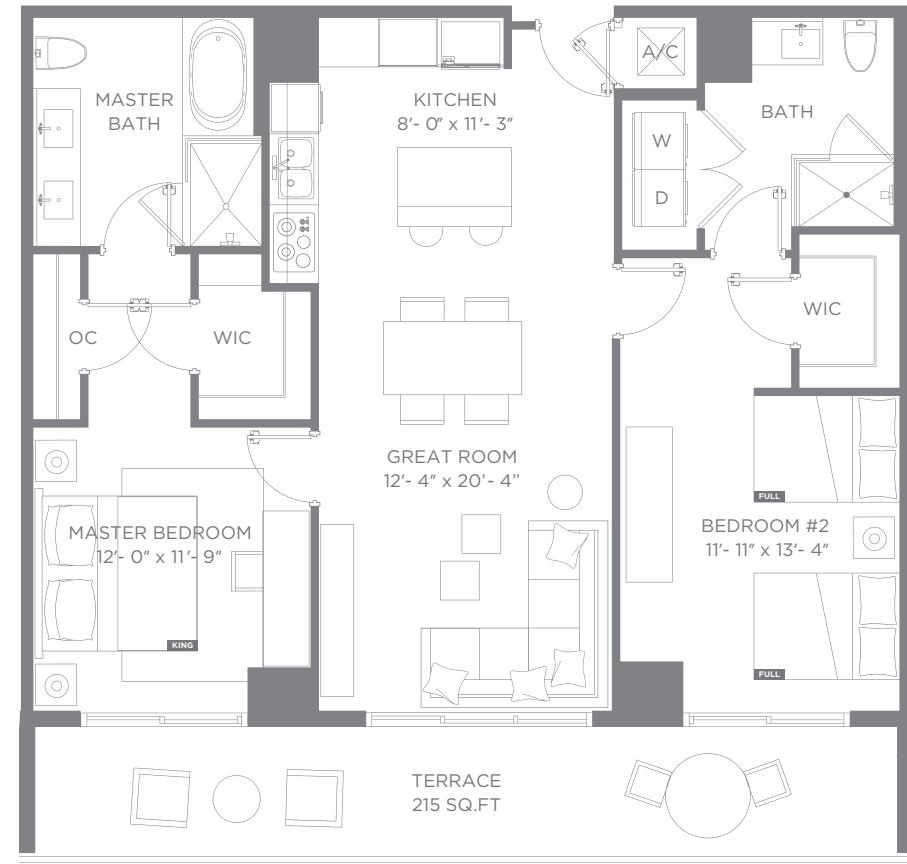 MASTER
BATH
KITCHEN
8'- 0" x 11'- 3"
A/C
BATH
W
D
OC
WIC
WIC
GREAT ROOM
12'- 4" x 20'- 4"
MASTER BEDROOM
12'- 0" x 11'- 9"
KING
FULL
BEDROOM #2
11'- 11" x 13'- 4"
FULL
TERRACE
215 SQ.FT